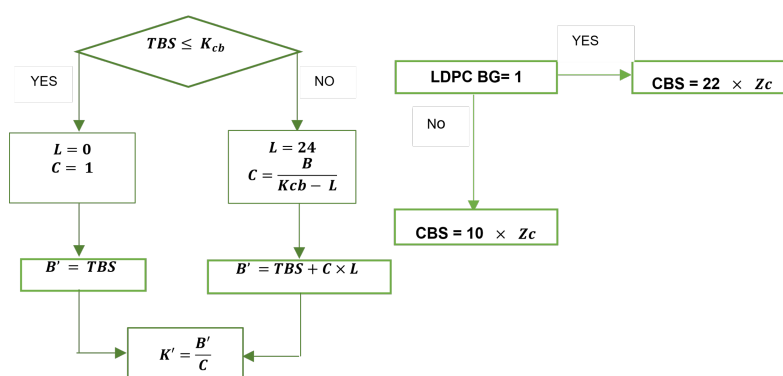 TBS ≤ K_cb
YES
NO
L = 0
C = 1
L = 24
C = B / (Kcb − L)
B′ = TBS
B′ = TBS + C × L
K′ = B′ / C
YES
LDPC BG= 1
CBS = 22 × Zc
No
CBS = 10 × Zc